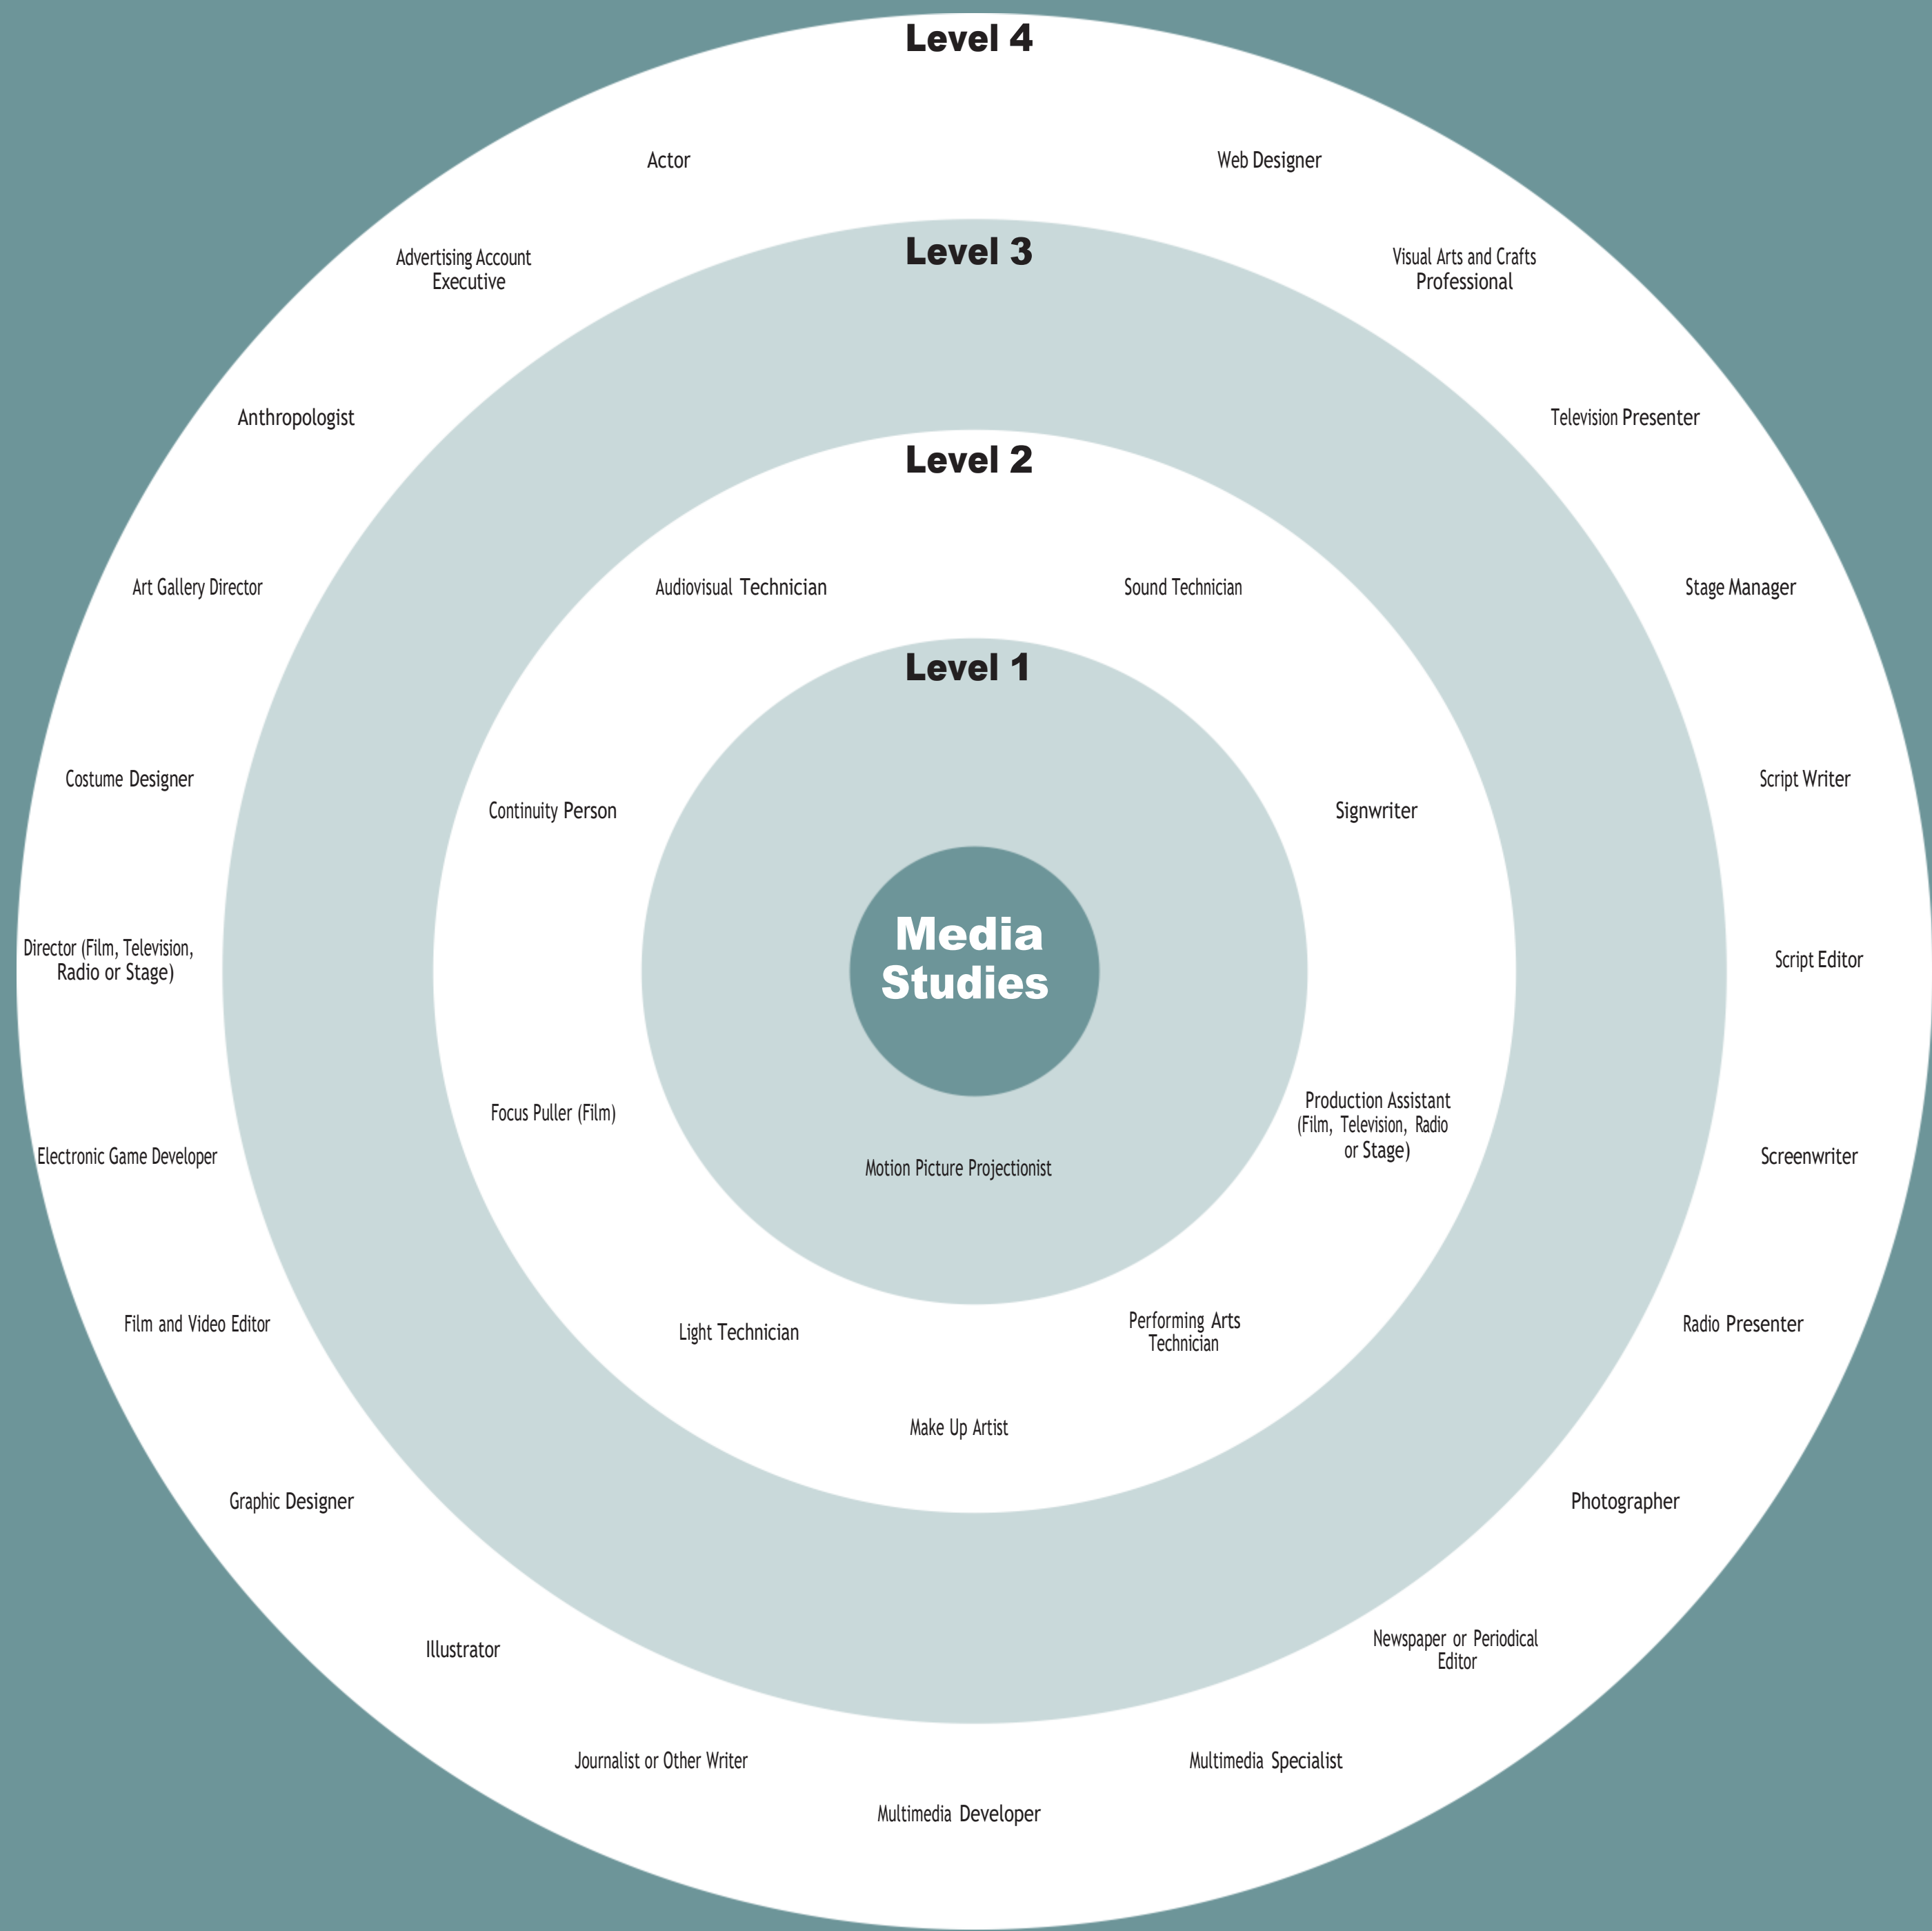 Level 4
Actor
Web Designer
Advertising Account
Executive
Visual Arts and Crafts
Professional
Level 3
Anthropologist
Television Presenter
Level 2
Art Gallery Director
Audiovisual Technician
Sound Technician
Stage Manager
Level 1
Costume Designer
Script Writer
Continuity Person
Signwriter
Media
Studies
Director (Film, Television,
Radio or Stage)
Script Editor
Focus Puller (Film)
Production Assistant
(Film, Television, Radio
or Stage)
Electronic Game Developer
Motion Picture Projectionist
Screenwriter
Film and Video Editor
Light Technician
Performing Arts
Technician
Radio Presenter
Make Up Artist
Graphic Designer
Photographer
Illustrator
Newspaper or Periodical
Editor
Journalist or Other Writer
Multimedia Specialist
Multimedia Developer